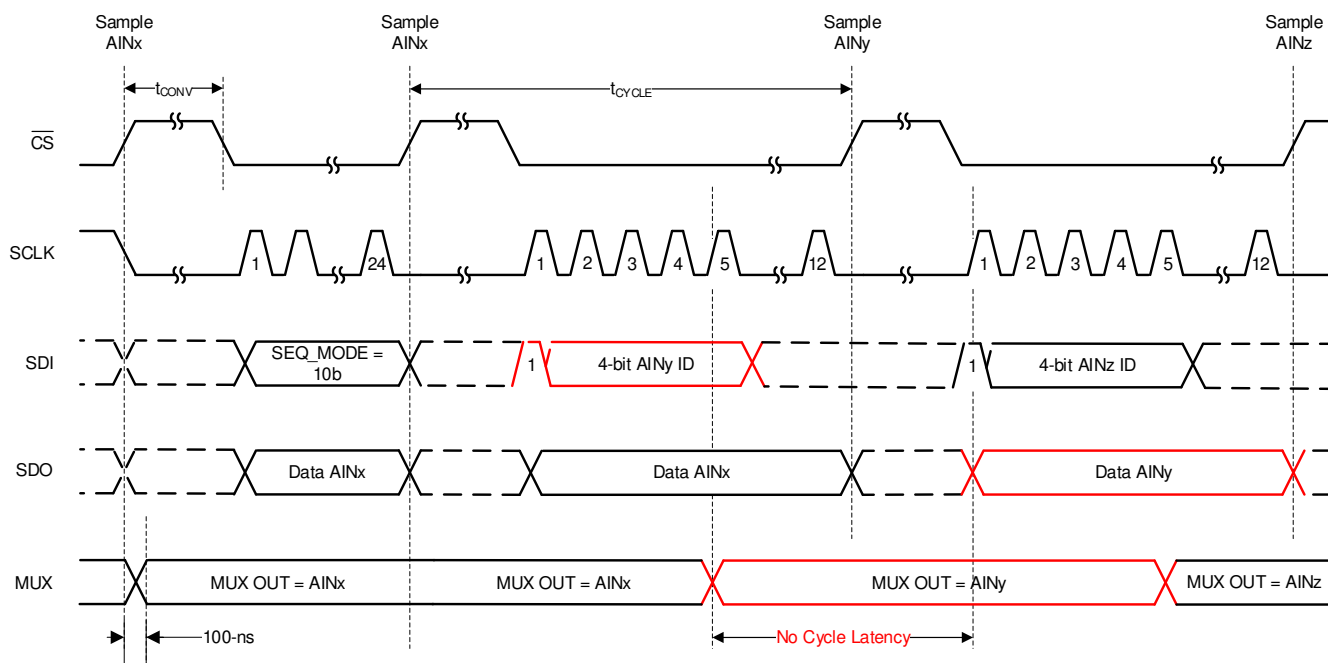 Sample
AINx
Sample
AINx
Sample
AINy
Sample
AINz
tCONV
tCYCLE
CS
SCLK
1
24
1
2
3
4
5
12
1
2
3
4
5
12
SDI
SEQ_MODE =
10b
1
4-bit AINy ID
1
4-bit AINz ID
SDO
Data AINx
Data AINx
Data AINy
MUX
MUX OUT = AINx
MUX OUT = AINx
MUX OUT = AINy
MUX OUT = AINz
100-ns
No Cycle Latency